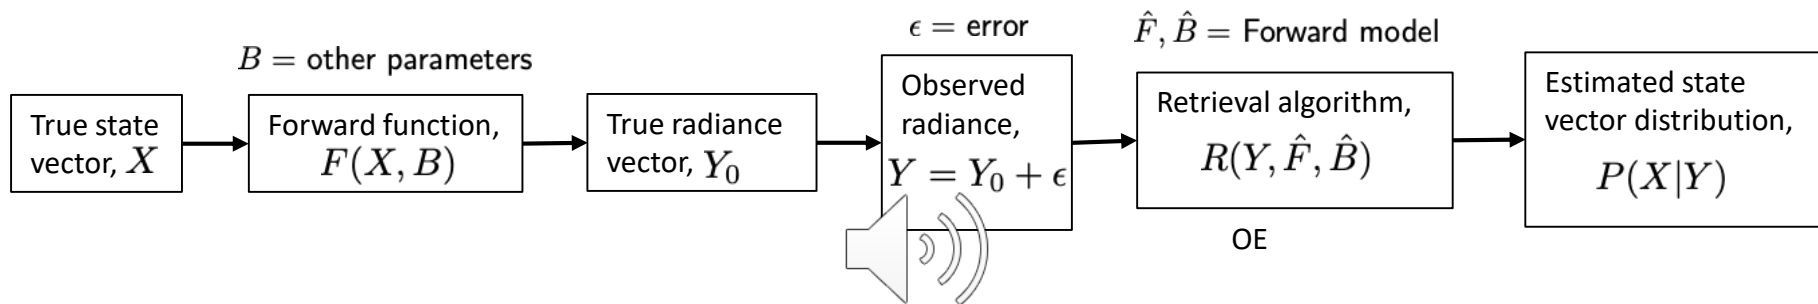 B = other parameters
ϵ = error
F̂, B̂ = Forward model
True state
vector, X
Forward function,
F(X, B)
True radiance
vector, Y₀
Observed
radiance,
Y = Y₀ + ϵ
Retrieval algorithm,
R(Y, F̂, B̂)
OE
Estimated state
vector distribution,
P(X|Y)